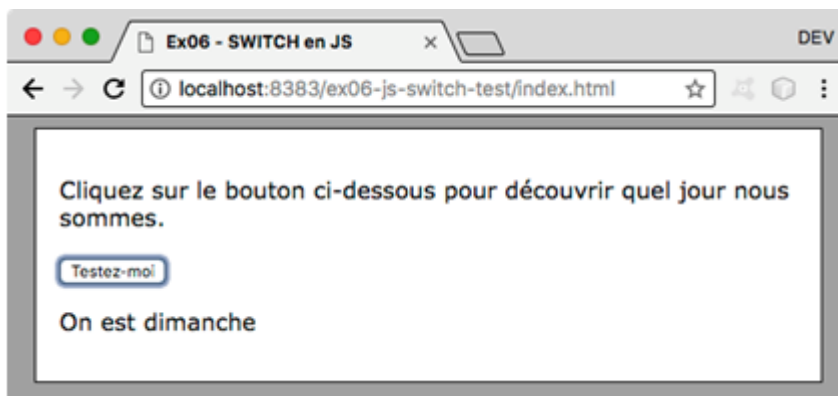 Ex06 - SWITCH en JS
DEV
localhost:8383/ex06-js-switch-test/index.html
Cliquez sur le bouton ci-dessous pour découvrir quel jour nous
sommes.
Testez-moi
On est dimanche